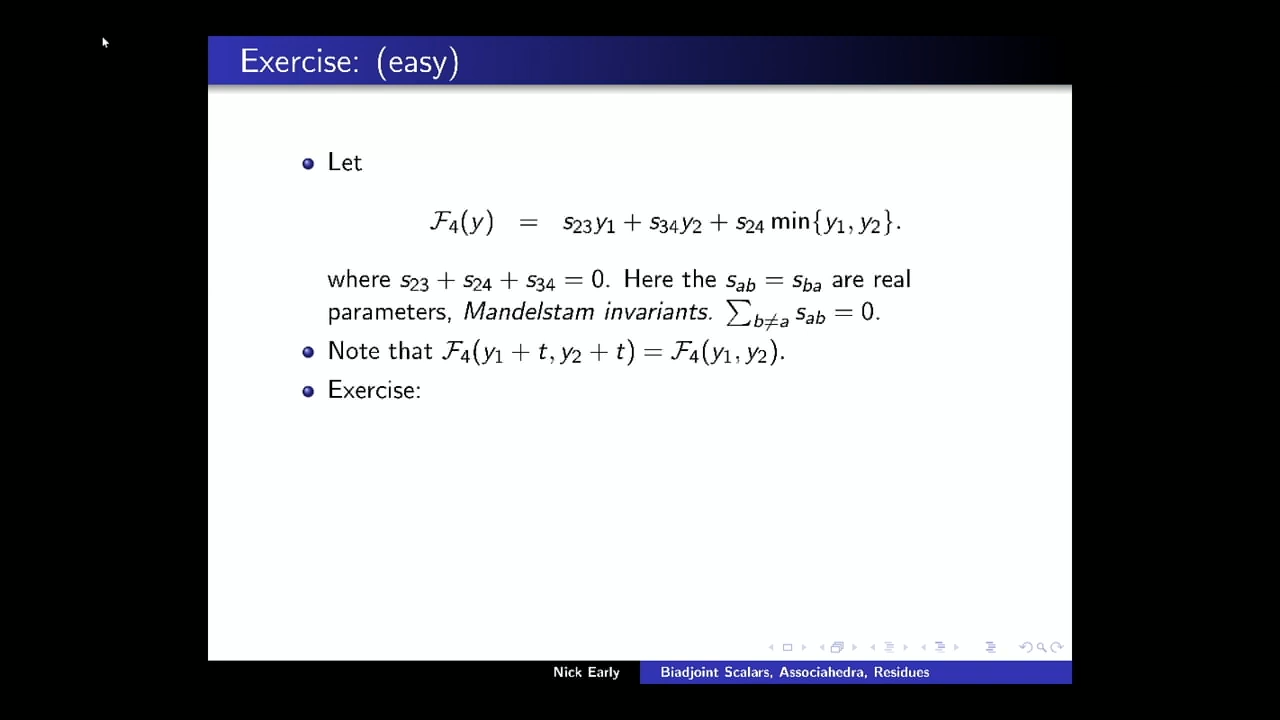 Exercise: (easy)
Let
𝓕₄(y) = s₂₃y₁ + s₃₄y₂ + s₂₄ min{y₁, y₂}.
where s₂₃ + s₂₄ + s₃₄ = 0. Here the s_ab = s_ba are real
parameters, Mandelstam invariants. ∑_{b≠a} s_ab = 0.
Note that 𝓕₄(y₁ + t, y₂ + t) = 𝓕₄(y₁, y₂).
Exercise:
Nick Early
Biadjoint Scalars, Associahedra, Residues